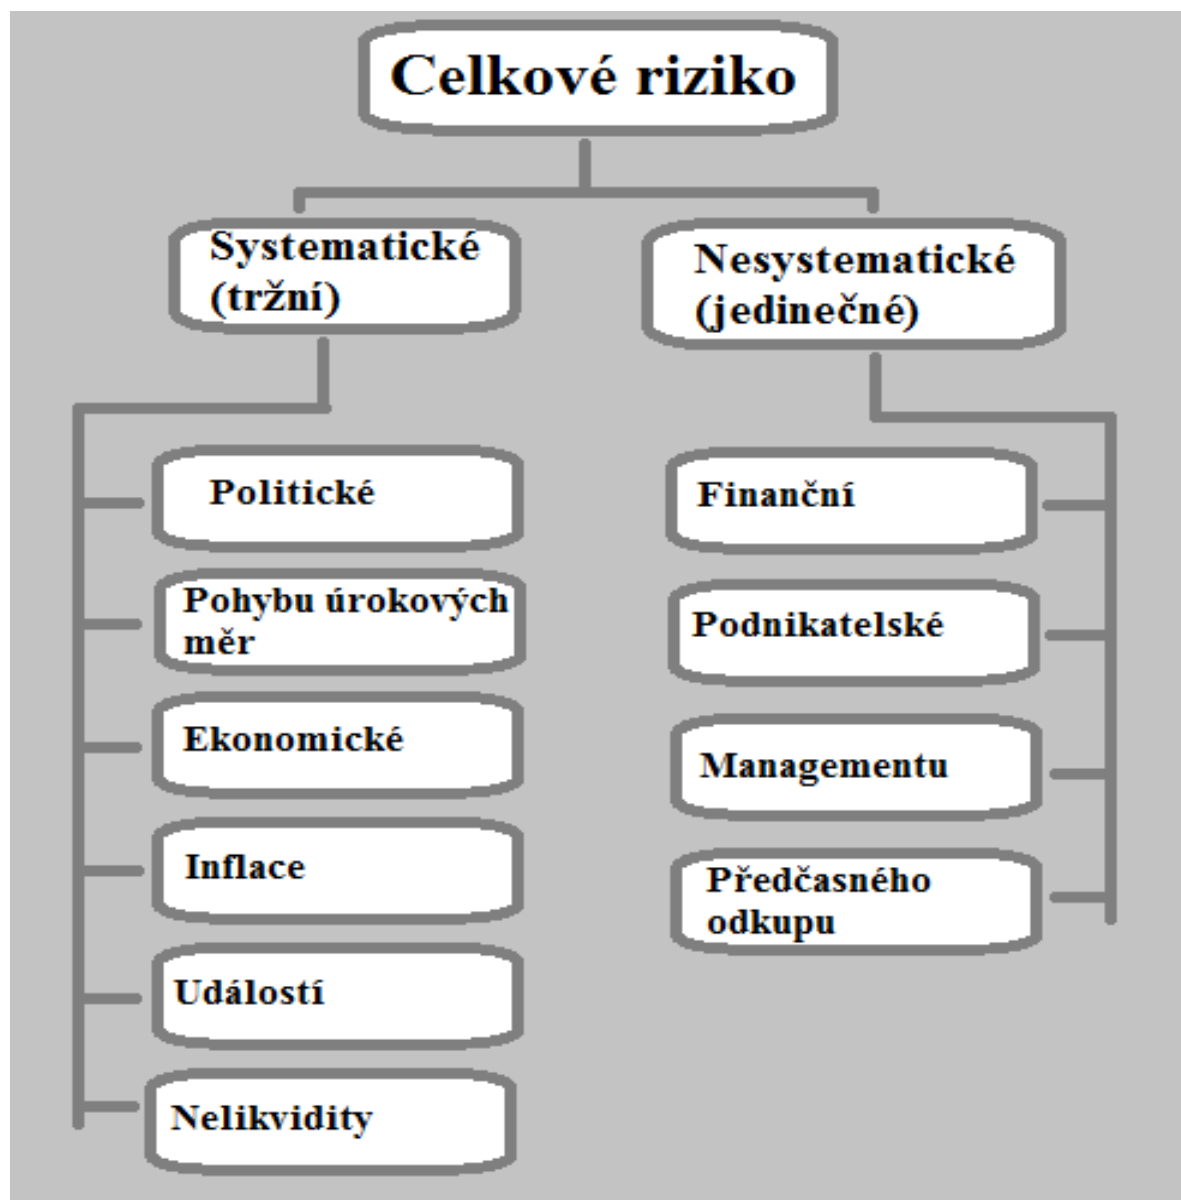 Celkové riziko
Systematické
(tržní)
Nesystematické
(jedinečné)
Politické
Pohybu úrokových
měr
Ekonomické
Inflace
Událostí
Nelikvidity
Finanční
Podnikatelské
Managementu
Předčasného
odkupu